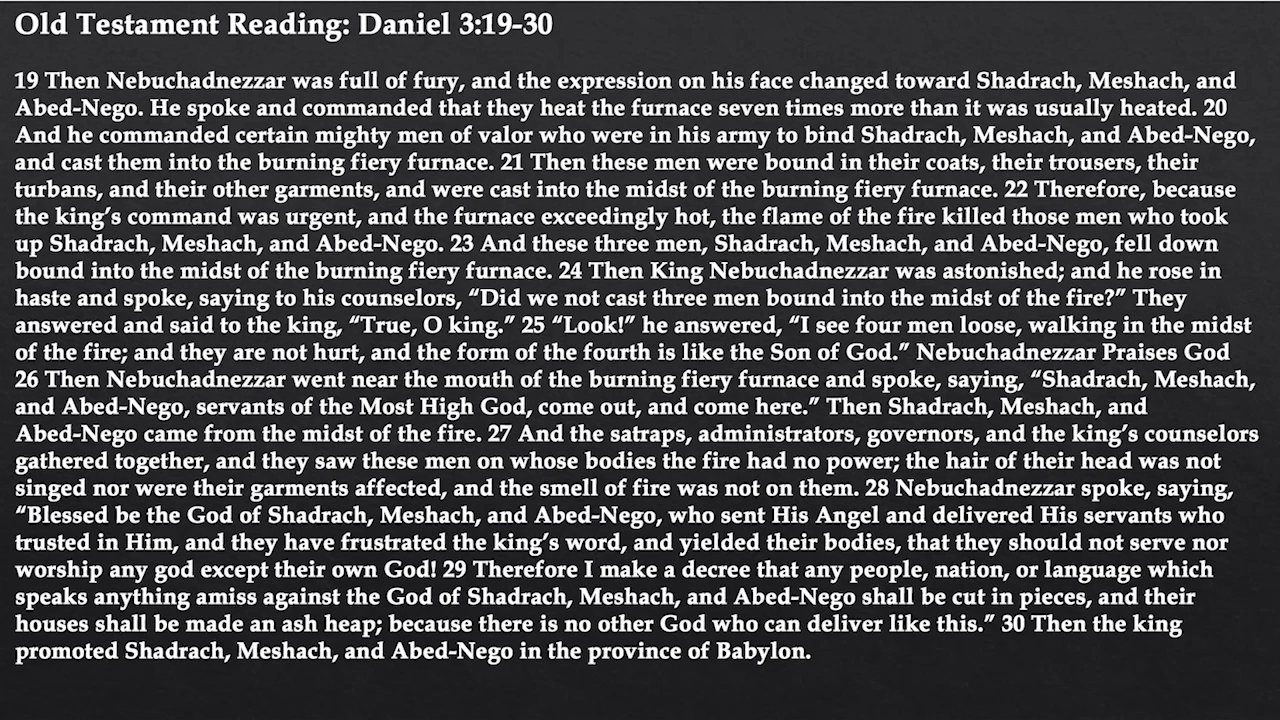 Old Testament Reading: Daniel 3:19-30
19 Then Nebuchadnezzar was full of fury, and the expression on his face changed toward Shadrach, Meshach, and
Abed-Nego. He spoke and commanded that they heat the furnace seven times more than it was usually heated. 20
And he commanded certain mighty men of valor who were in his army to bind Shadrach, Meshach, and Abed-Nego,
and cast them into the burning fiery furnace. 21 Then these men were bound in their coats, their trousers, their
turbans, and their other garments, and were cast into the midst of the burning fiery furnace. 22 Therefore, because
the king’s command was urgent, and the furnace exceedingly hot, the flame of the fire killed those men who took
up Shadrach, Meshach, and Abed-Nego. 23 And these three men, Shadrach, Meshach, and Abed-Nego, fell down
bound into the midst of the burning fiery furnace. 24 Then King Nebuchadnezzar was astonished; and he rose in
haste and spoke, saying to his counselors, “Did we not cast three men bound into the midst of the fire?” They
answered and said to the king, “True, O king.” 25 “Look!” he answered, “I see four men loose, walking in the midst
of the fire; and they are not hurt, and the form of the fourth is like the Son of God.” Nebuchadnezzar Praises God
26 Then Nebuchadnezzar went near the mouth of the burning fiery furnace and spoke, saying, “Shadrach, Meshach,
and Abed-Nego, servants of the Most High God, come out, and come here.” Then Shadrach, Meshach, and
Abed-Nego came from the midst of the fire. 27 And the satraps, administrators, governors, and the king’s counselors
gathered together, and they saw these men on whose bodies the fire had no power; the hair of their head was not
singed nor were their garments affected, and the smell of fire was not on them. 28 Nebuchadnezzar spoke, saying,
“Blessed be the God of Shadrach, Meshach, and Abed-Nego, who sent His Angel and delivered His servants who
trusted in Him, and they have frustrated the king’s word, and yielded their bodies, that they should not serve nor
worship any god except their own God! 29 Therefore I make a decree that any people, nation, or language which
speaks anything amiss against the God of Shadrach, Meshach, and Abed-Nego shall be cut in pieces, and their
houses shall be made an ash heap; because there is no other God who can deliver like this.” 30 Then the king
promoted Shadrach, Meshach, and Abed-Nego in the province of Babylon.